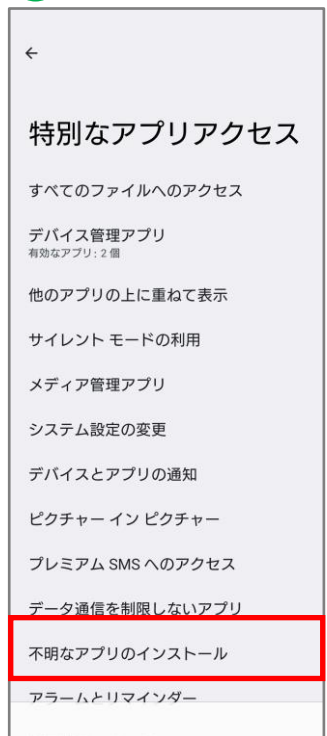 ←
特別なアプリアクセス
すべてのファイルへのアクセス
デバイス管理アプリ
有効なアプリ: 2 個
他のアプリの上に重ねて表示
サイレント モードの利用
メディア管理アプリ
システム設定の変更
デバイスとアプリの通知
ピクチャー イン ピクチャー
プレミアム SMS へのアクセス
データ通信を制限しないアプリ
不明なアプリのインストール
アラームとリマインダー